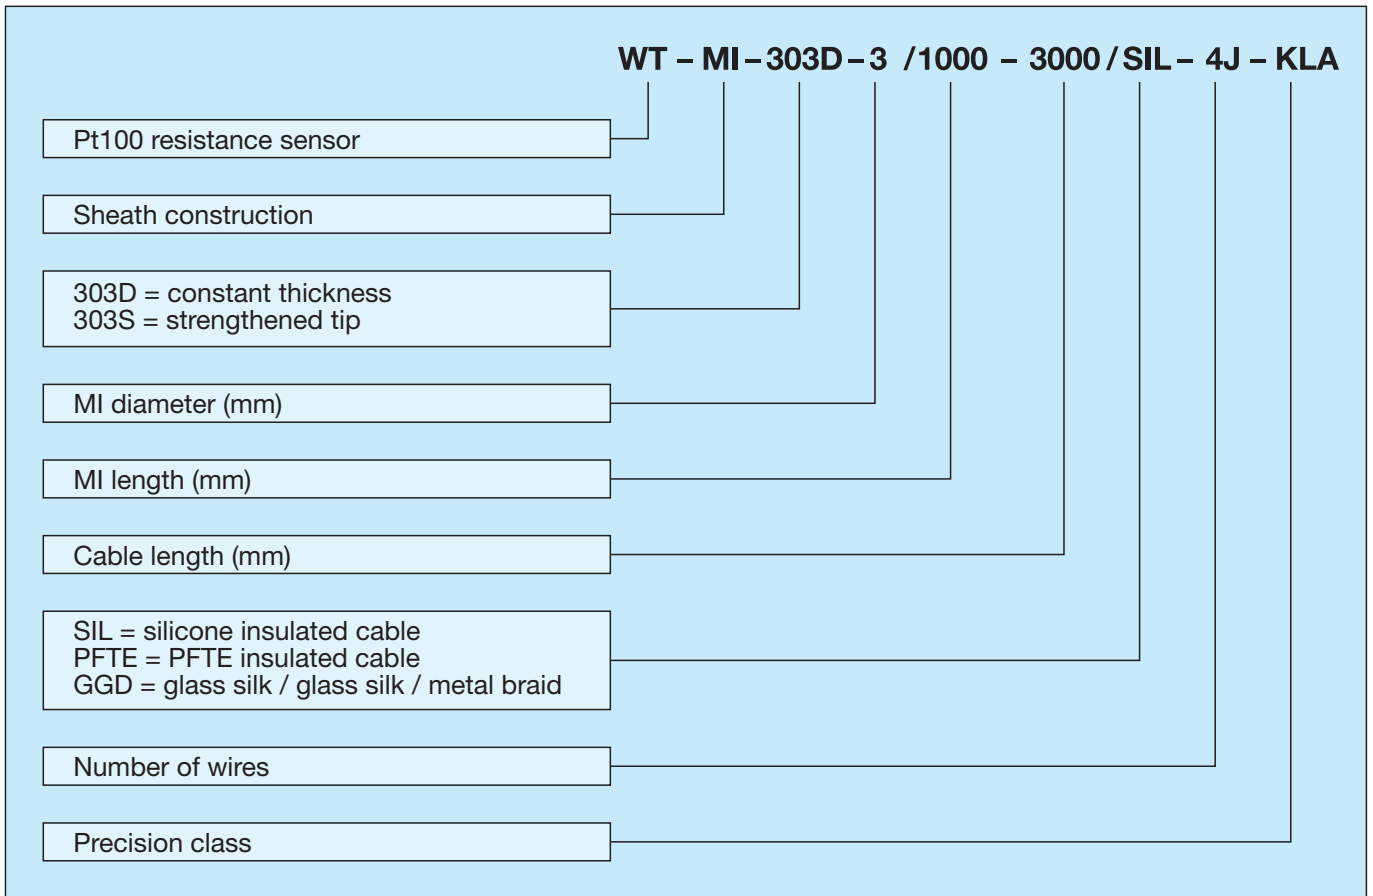 WT – MI – 303D – 3 /1000 – 3000 / SIL – 4J – KLA
Pt100 resistance sensor
Sheath construction
303D = constant thickness
303S = strengthened tip
MI diameter (mm)
MI length (mm)
Cable length (mm)
SIL = silicone insulated cable
PFTE = PFTE insulated cable
GGD = glass silk / glass silk / metal braid
Number of wires
Precision class